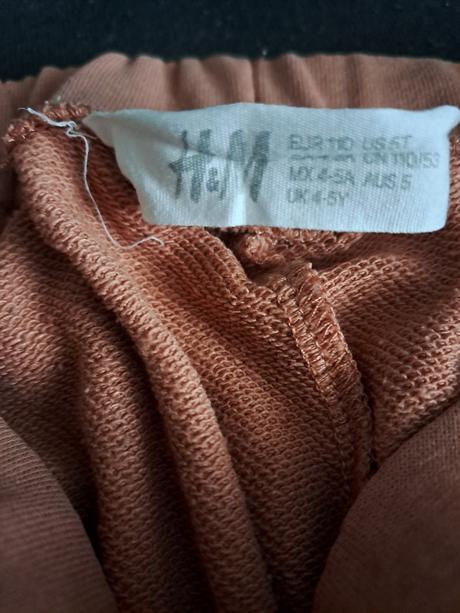 H&M
EUR 110 US 5T
CN 110/53
MX 4-5A AUS 5
UK 4-5Y